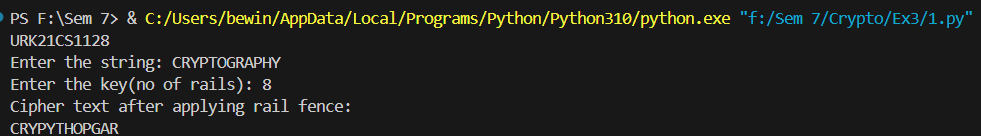 PS F:\Sem 7> & C:/Users/bewin/AppData/Local/Programs/Python/Python310/python.exe "f:/Sem 7/Crypto/Ex3/1.py"
URK21CS1128
Enter the string: CRYPTOGRAPHY
Enter the key(no of rails): 8
Cipher text after applying rail fence:
CRYPYTHOPGAR